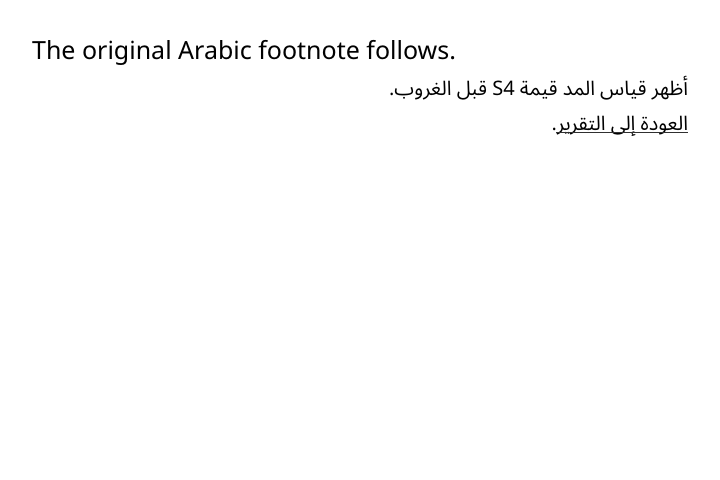 The original Arabic footnote follows.
أظهر قياس المد قيمة S4 قبل الغروب.
العودة إلى التقرير.